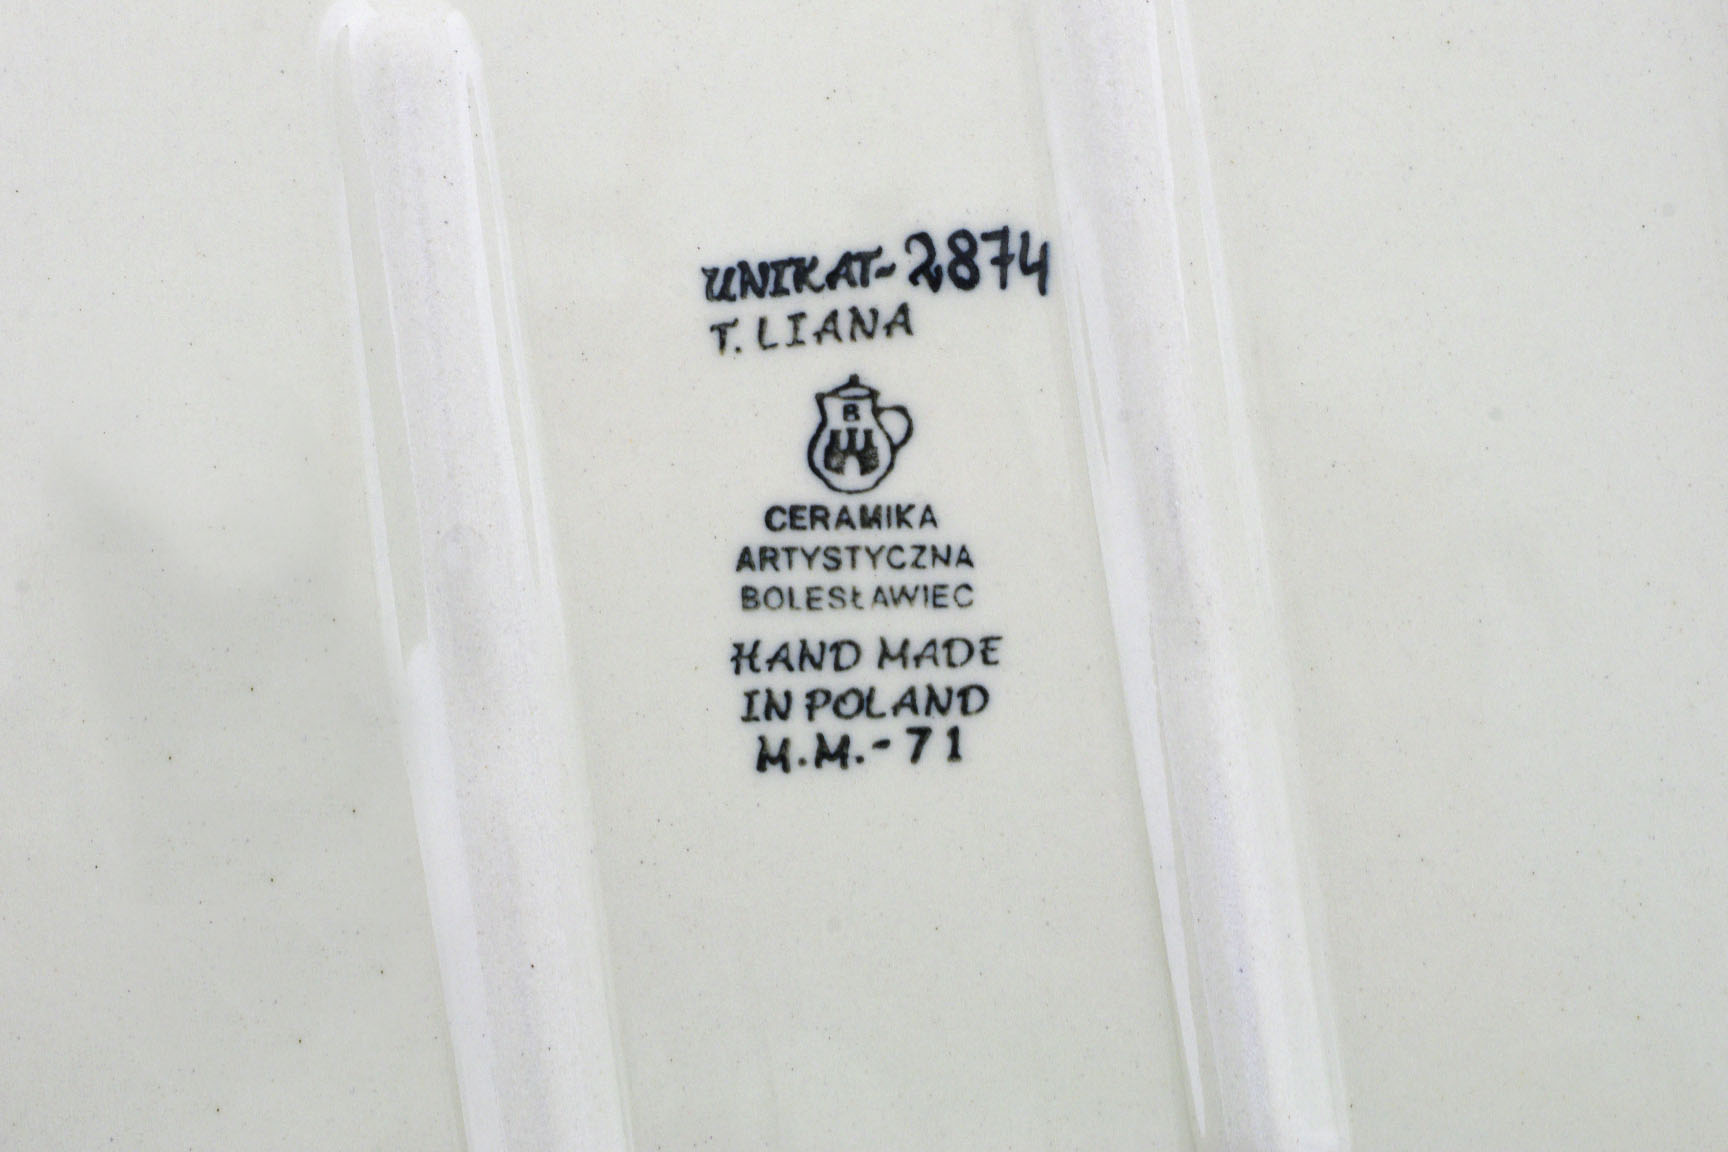 UNIKAT-2874
T. LIANA
B
CERAMIKA
ARTYSTYCZNA
BOLESŁAWIEC
HAND MADE
IN POLAND
M.M.-71